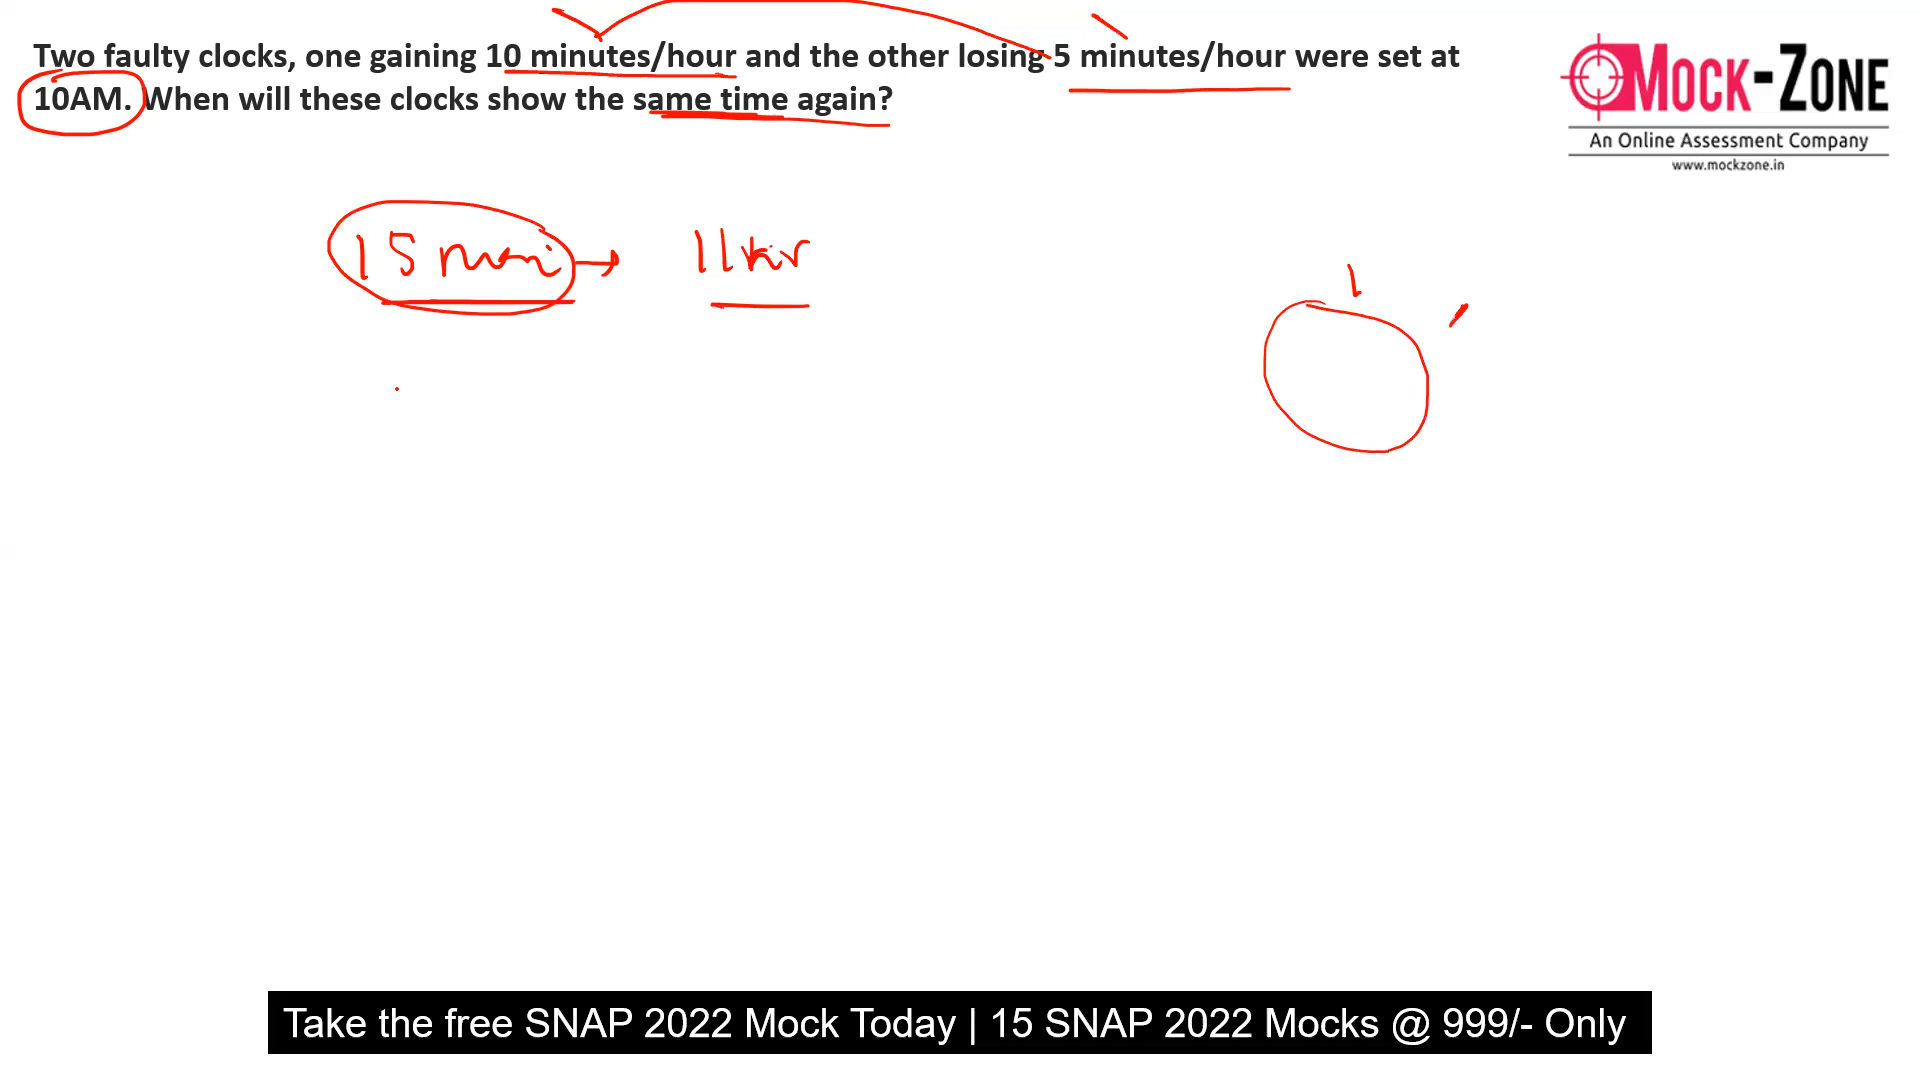 Two faulty clocks, one gaining 10 minutes/hour and the other losing 5 minutes/hour were set at
10AM. When will these clocks show the same time again?
MOCK-ZONE
An Online Assessment Company
www.mockzone.in
15 min → 1 hr
Take the free SNAP 2022 Mock Today | 15 SNAP 2022 Mocks @ 999/- Only